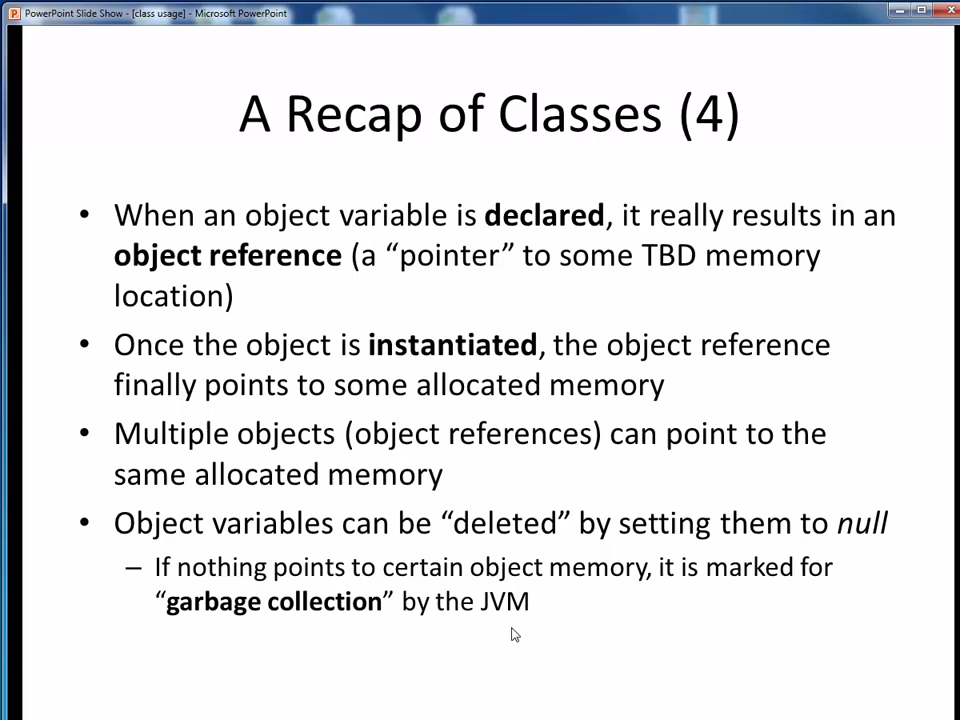 PowerPoint Slide Show - [class usage] - Microsoft PowerPoint
A Recap of Classes (4)
• When an object variable is declared, it really results in an
object reference (a “pointer” to some TBD memory
location)
• Once the object is instantiated, the object reference
finally points to some allocated memory
• Multiple objects (object references) can point to the
same allocated memory
• Object variables can be “deleted” by setting them to null
– If nothing points to certain object memory, it is marked for
“garbage collection” by the JVM